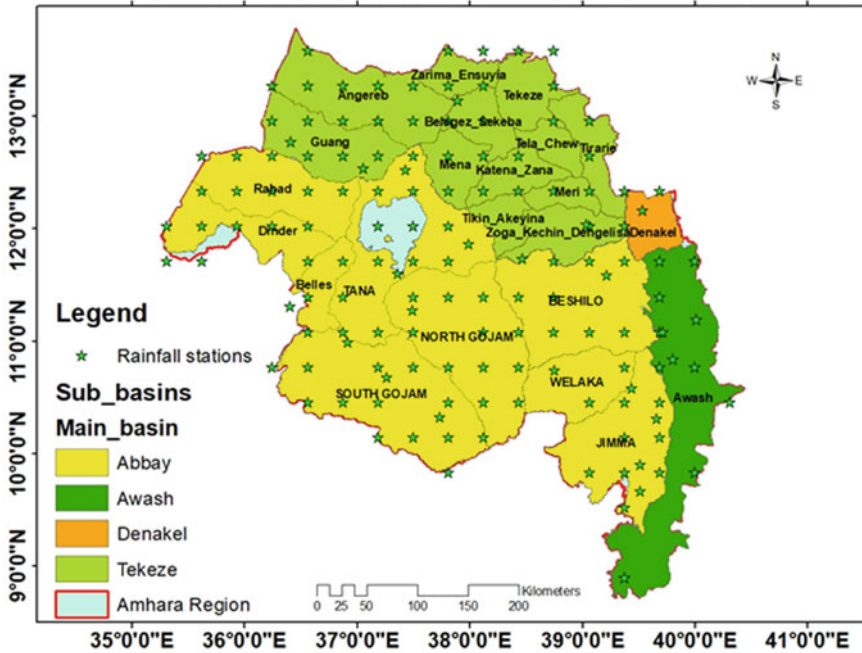 N
W E
S
Zarima_Ensuyia
Angereb
Tekeze
Belegez_Sekeba
Guang
Tela_Chew
Tirarie
Mena
Katena_Zana
Rahad
Meri
Tikin_Akeyina
Dinder
Zoga_Kechin_Dengelisa
Denakel
Belles
TANA
BESHILO
NORTH GOJAM
WELAKA
SOUTH GOJAM
Awash
JIMMA
Legend
Rainfall stations
Sub_basins
Main_basin
Abbay
Awash
Denakel
Tekeze
Amhara Region
Kilometers
0 25 50 100 150 200
13°0'0"N
12°0'0"N
11°0'0"N
10°0'0"N
9°0'0"N
35°0'0"E 36°0'0"E 37°0'0"E 38°0'0"E 39°0'0"E 40°0'0"E 41°0'0"E